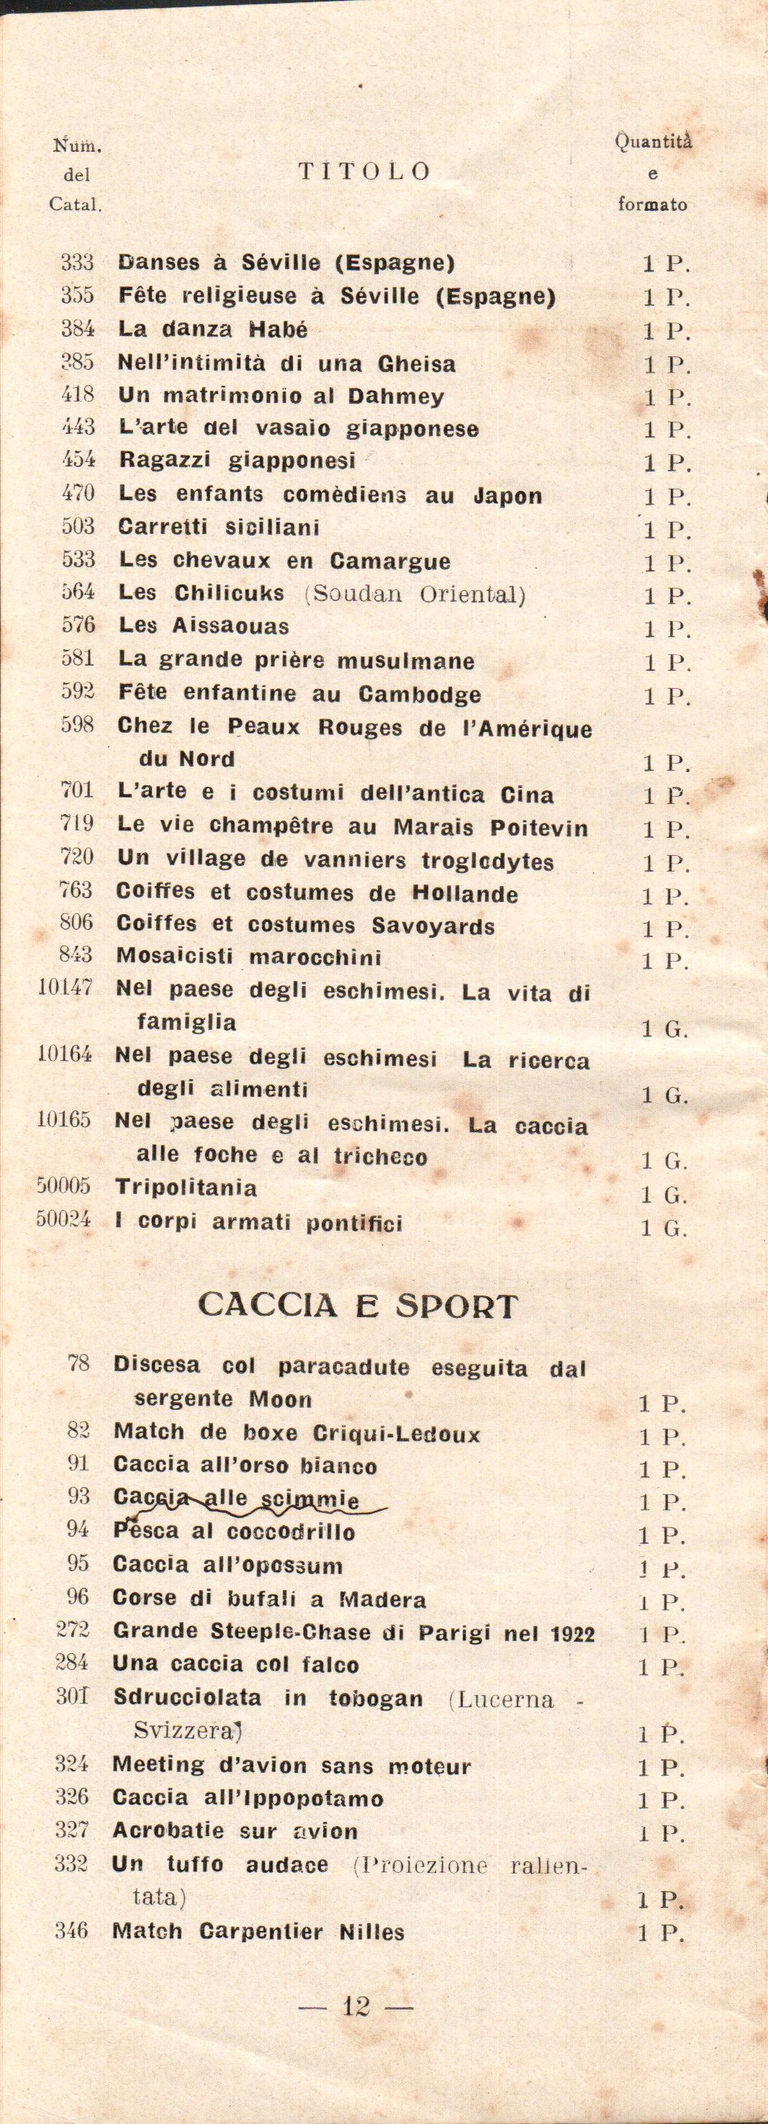 Num. del Catal. TITOLO Quantità e formato
333 Danses à Séville (Espagne) 1 P.
355 Fête religieuse à Séville (Espagne) 1 P.
384 La danza Habé 1 P.
385 Nell'intimità di una Gheisa 1 P.
418 Un matrimonio al Dahmey 1 P.
443 L'arte del vasaio giapponese 1 P.
454 Ragazzi giapponesi 1 P.
470 Les enfants comèdiens au Japon 1 P.
503 Carretti siciliani 1 P.
533 Les chevaux en Camargue 1 P.
564 Les Chilicuks (Soudan Oriental) 1 P.
576 Les Aissaouas 1 P.
581 La grande prière musulmane 1 P.
592 Fête enfantine au Cambodge 1 P.
598 Chez le Peaux Rouges de l'Amérique
du Nord 1 P.
701 L'arte e i costumi dell'antica Cina 1 P.
719 Le vie champêtre au Marais Poitevin 1 P.
720 Un village de vanniers troglodytes 1 P.
763 Coiffes et costumes de Hollande 1 P.
806 Coiffes et costumes Savoyards 1 P.
843 Mosaicisti marocchini 1 P.
10147 Nel paese degli eschimesi. La vita di
famiglia 1 G.
10164 Nel paese degli eschimesi La ricerca
degli alimenti 1 G.
10165 Nel paese degli eschimesi. La caccia
alle foche e al tricheco 1 G.
50005 Tripolitania 1 G.
50024 I corpi armati pontifici 1 G.
CACCIA E SPORT
78 Discesa col paracadute eseguita dal
sergente Moon 1 P.
82 Match de boxe Criqui-Ledoux 1 P.
91 Caccia all'orso bianco 1 P.
93 Caccia alle scimmie 1 P.
94 Pesca al coccodrillo 1 P.
95 Caccia all'opossum 1 P.
96 Corse di bufali a Madera 1 P.
272 Grande Steeple-Chase di Parigi nel 1922 1 P.
284 Una caccia col falco 1 P.
301 Sdrucciolata in tobogan (Lucerna -
Svizzera) 1 P.
324 Meeting d'avion sans moteur 1 P.
326 Caccia all'Ippopotamo 1 P.
327 Acrobatie sur avion 1 P.
332 Un tuffo audace (Proiezione rallen-
tata) 1 P.
346 Match Carpentier Nilles 1 P.
— 12 —